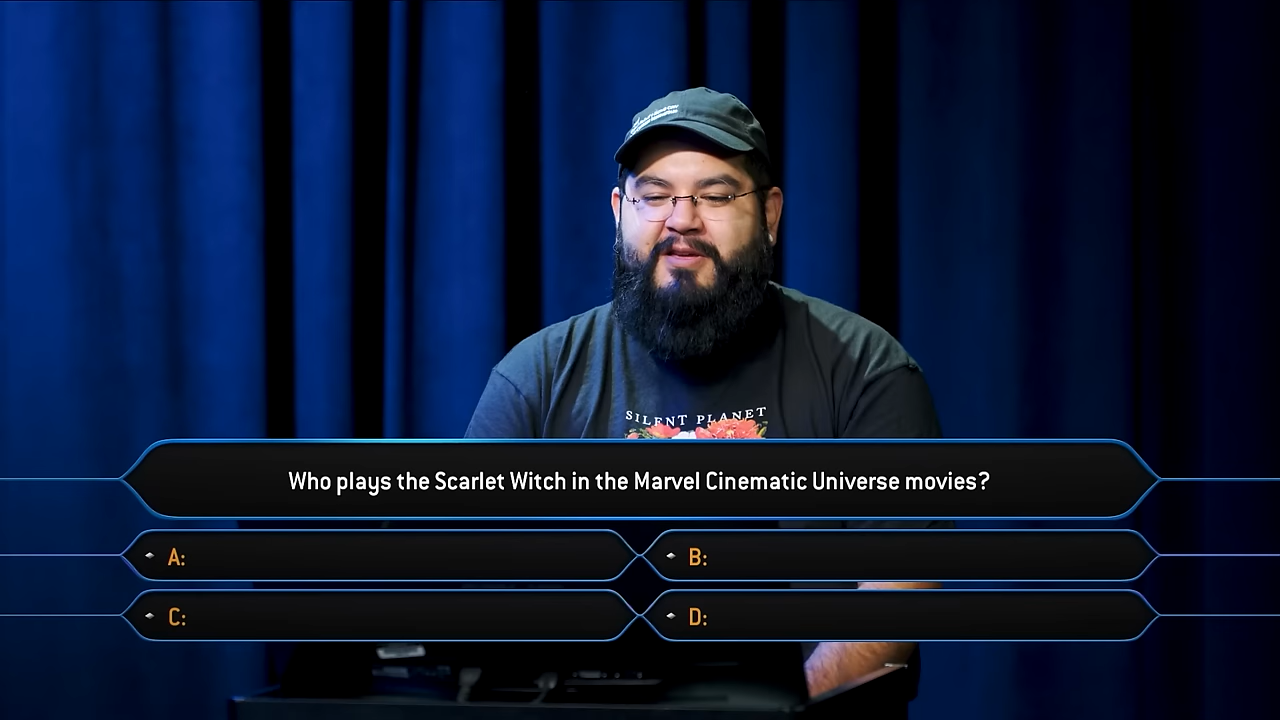 SILENT PLANET
Who plays the Scarlet Witch in the Marvel Cinematic Universe movies?
A:
B:
C:
D: